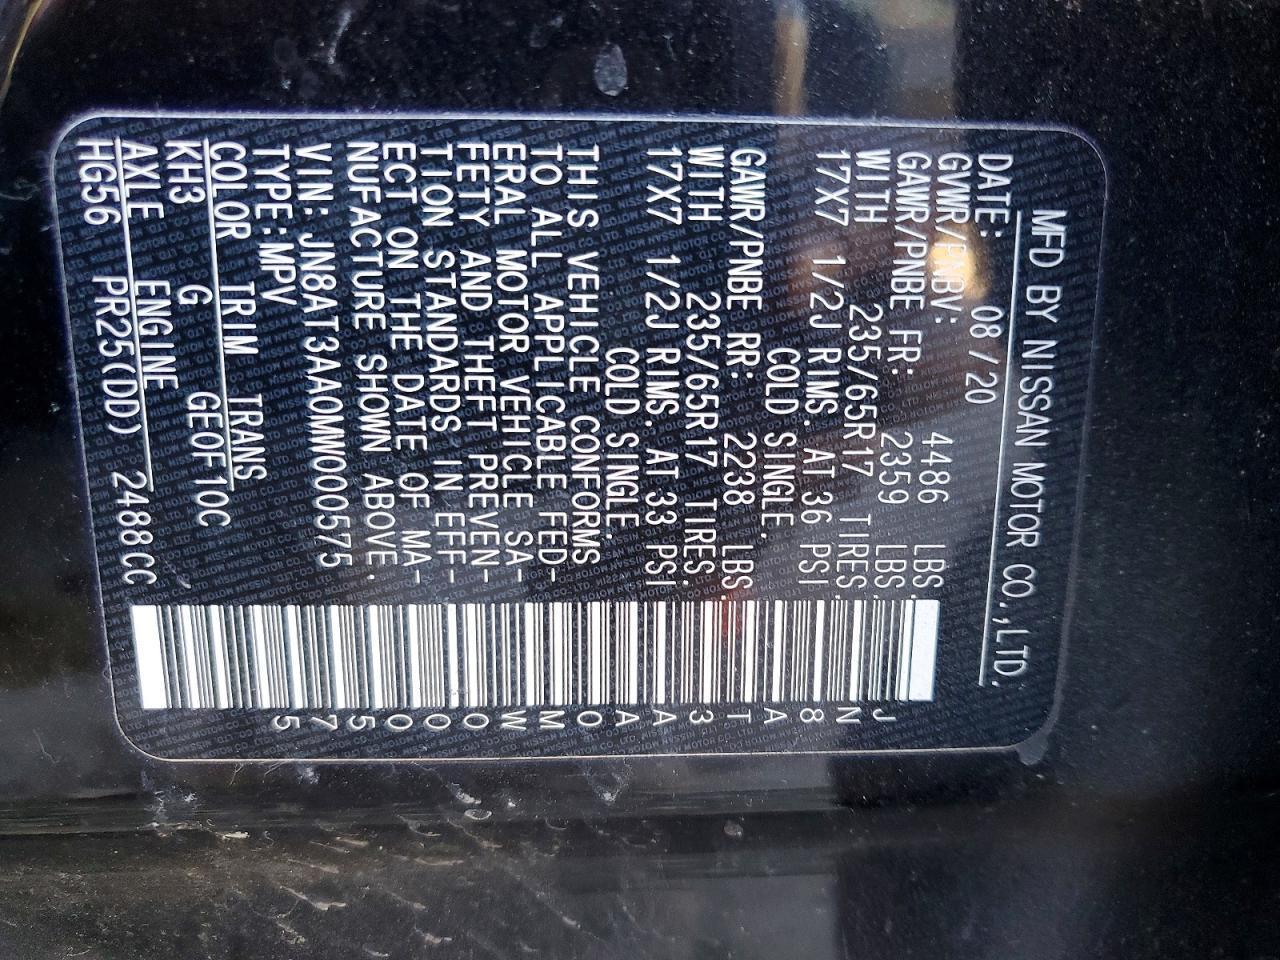 MFD BY NISSAN MOTOR CO.,LTD.
DATE: 08/20
GVWR/PNBV: 4486 LBS.
GAWR/PNBE FR: 2359 LBS.
WITH 235/65R17 TIRES.
17X7 1/2J RIMS. AT 36 PSI
COLD SINGLE.
GAWR/PNBE RR: 2238 LBS.
WITH 235/65R17 TIRES.
17X7 1/2J RIMS. AT 33 PSI
COLD SINGLE.
THIS VEHICLE CONFORMS
TO ALL APPLICABLE FED-
ERAL MOTOR VEHICLE SA-
FETY AND THEFT PREVEN-
TION STANDARDS IN EFF-
ECT ON THE DATE OF MA-
NUFACTURE SHOWN ABOVE.
VIN: JN8AT3AA0MW000575
TYPE:MPV
COLOR TRIM TRANS
KH3 G GE0F10C
AXLE ENGINE
HG56 PR25(DD) 2488CC
JN8AT3AA0MW000575